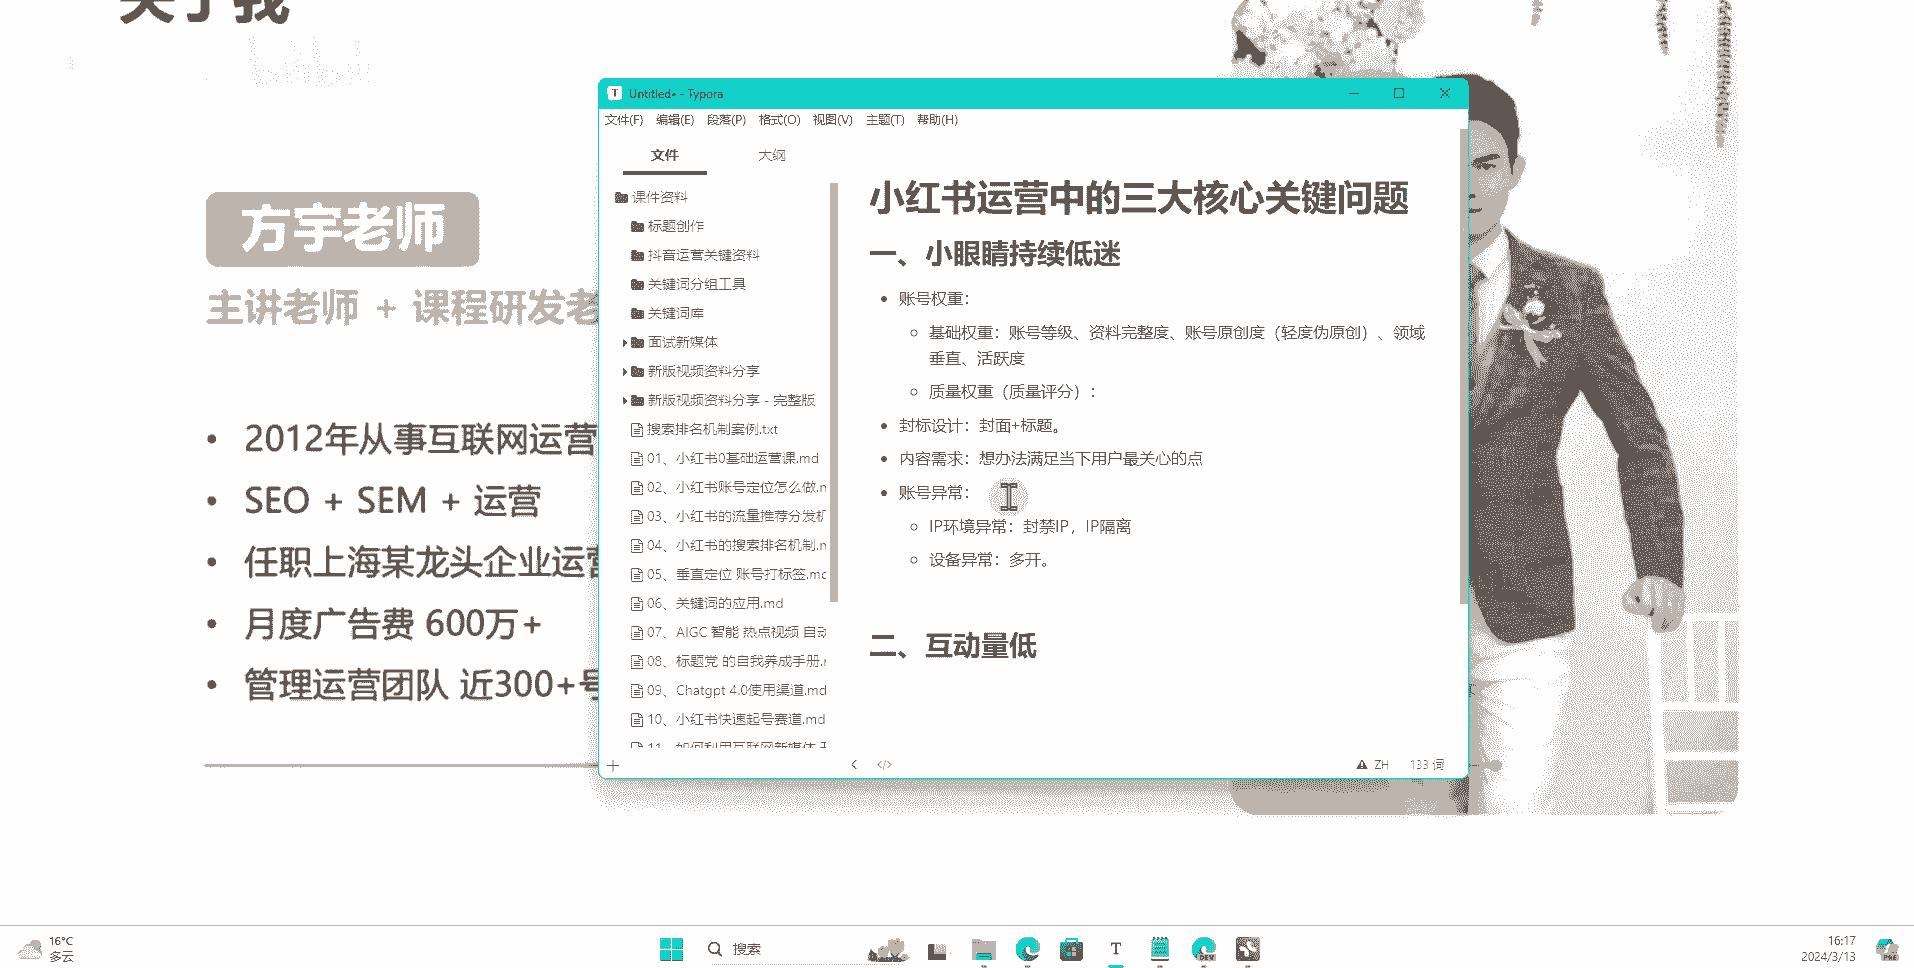 关于我
bilibili
方宇老师
主讲老师 + 课程研发老
• 2012年从事互联网运营
• SEO + SEM + 运营
• 任职上海某龙头企业运营
• 月度广告费 600万+
• 管理运营团队 近300+号
Untitled• - Typora
文件(F) 编辑(E) 段落(P) 格式(O) 视图(V) 主题(T) 帮助(H)
文件 大纲
课件资料
标题创作
抖音运营关键资料
关键词分组工具
关键词库
面试新媒体
新版视频资料分享
新版视频资料分享 - 完整版
搜索排名机制案例.txt
01、小红书0基础运营课.md
02、小红书账号定位怎么做.m
03、小红书的流量推荐分发机
04、小红书的搜索排名机制.m
05、垂直定位 账号打标签.mc
06、关键词的应用.md
07、AIGC 智能 热点视频 自动
08、标题党 的自我养成手册.r
09、Chatgpt 4.0使用渠道.md
10、小红书快速起号赛道.md
11、如何利用互联网新媒体
小红书运营中的三大核心关键问题
一、小眼睛持续低迷
• 账号权重：
○ 基础权重：账号等级、资料完整度、账号原创度（轻度伪原创）、领域
垂直、活跃度
○ 质量权重（质量评分）：
• 封标设计：封面+标题。
• 内容需求：想办法满足当下用户最关心的点
• 账号异常：
○ IP环境异常：封禁IP，IP隔离
○ 设备异常：多开。
二、互动量低
ZH 133 词
16°C
多云
搜索
T
DEV
16:17
2024/3/13
PRE